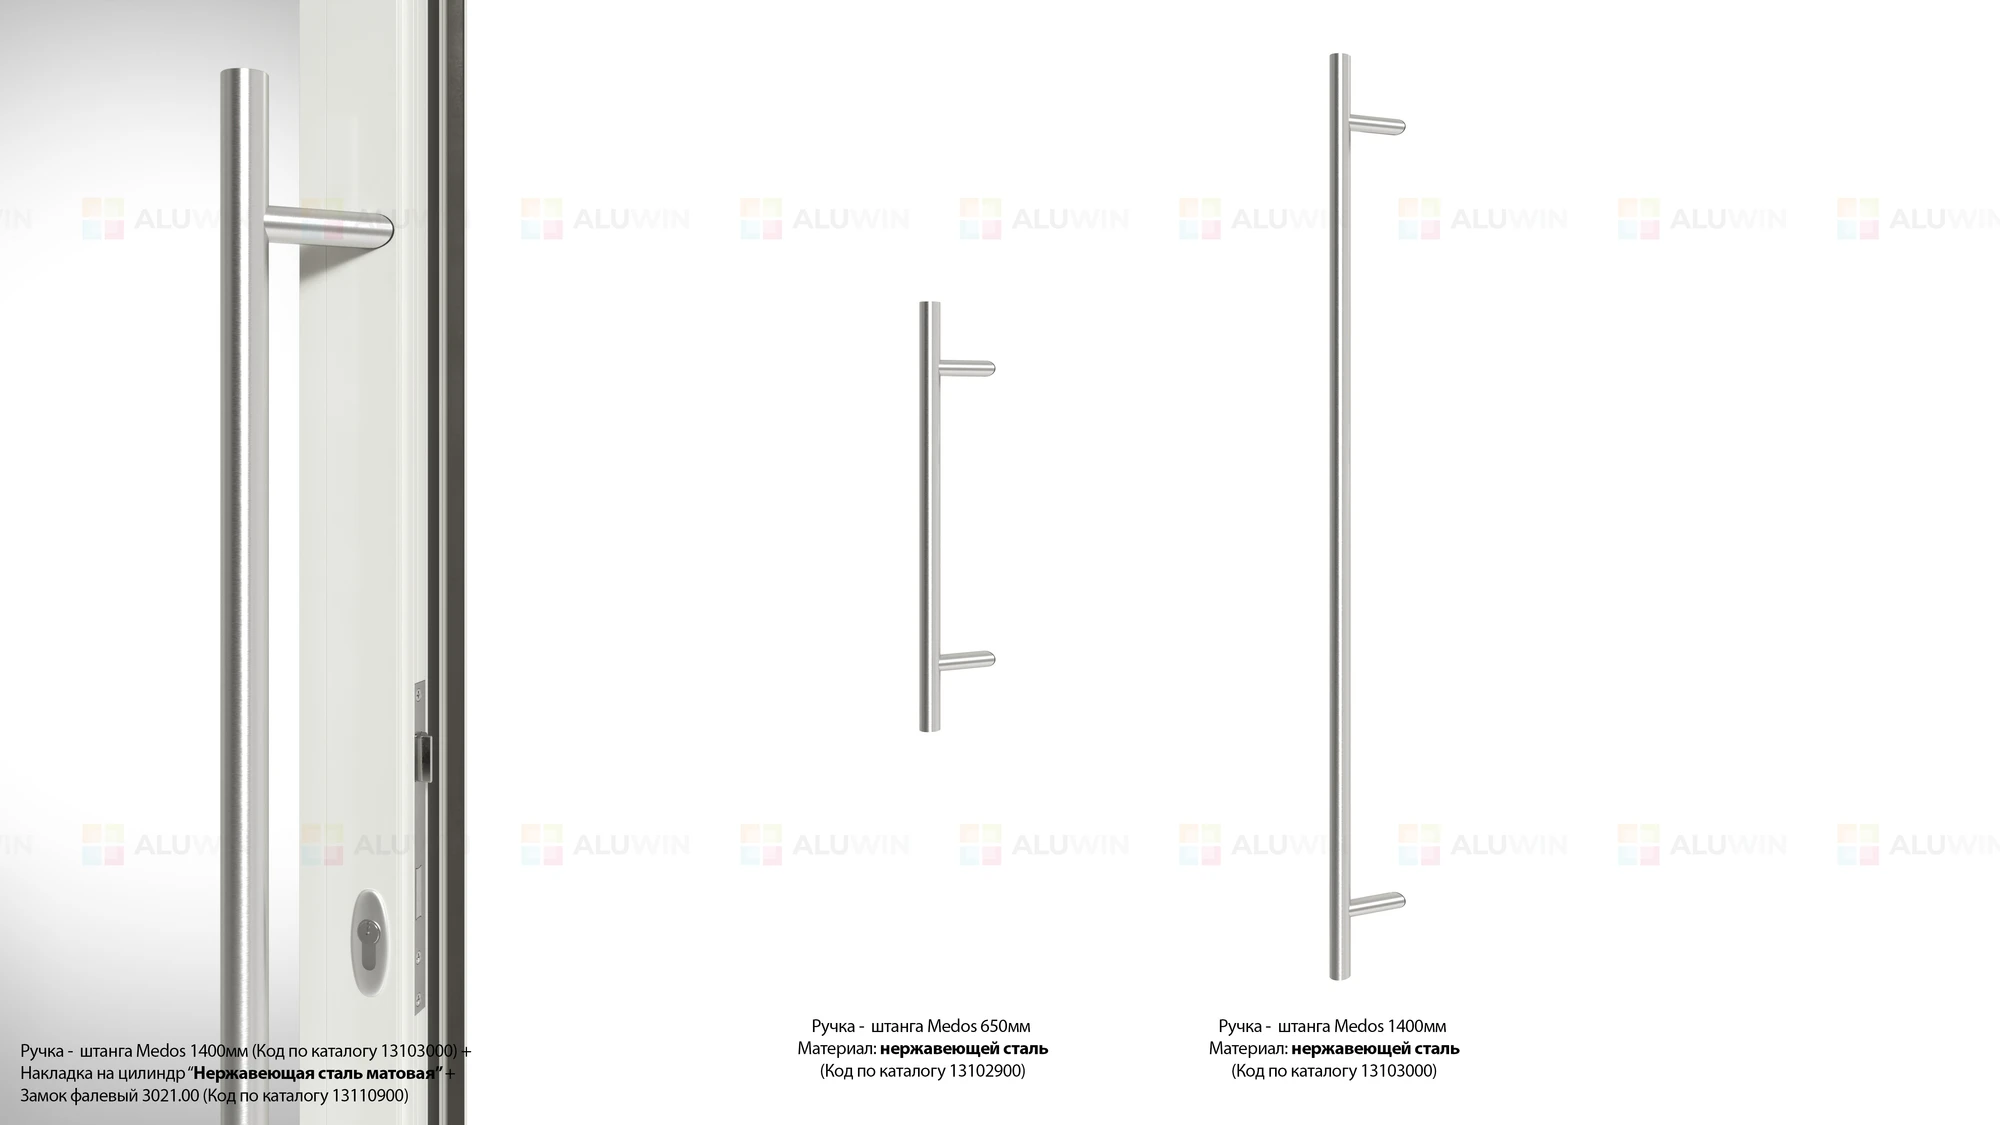 WIN ALUWIN ALUWIN ALUWIN ALUWIN ALUWIN ALUWIN ALUWIN ALUWIN ALUWIN
WIN ALUWIN ALUWIN ALUWIN ALUWIN ALUWIN ALUWIN ALUWIN ALUWIN ALUWIN
Ручка - штанга Medos 1400мм (Код по каталогу 13103000) +
Накладка на цилиндр “Нержавеющая сталь матовая” +
Замок фалевый 3021.00 (Код по каталогу 13110900)
Ручка - штанга Medos 650мм
Материал: нержавеющей сталь
(Код по каталогу 13102900)
Ручка - штанга Medos 1400мм
Материал: нержавеющей сталь
(Код по каталогу 13103000)